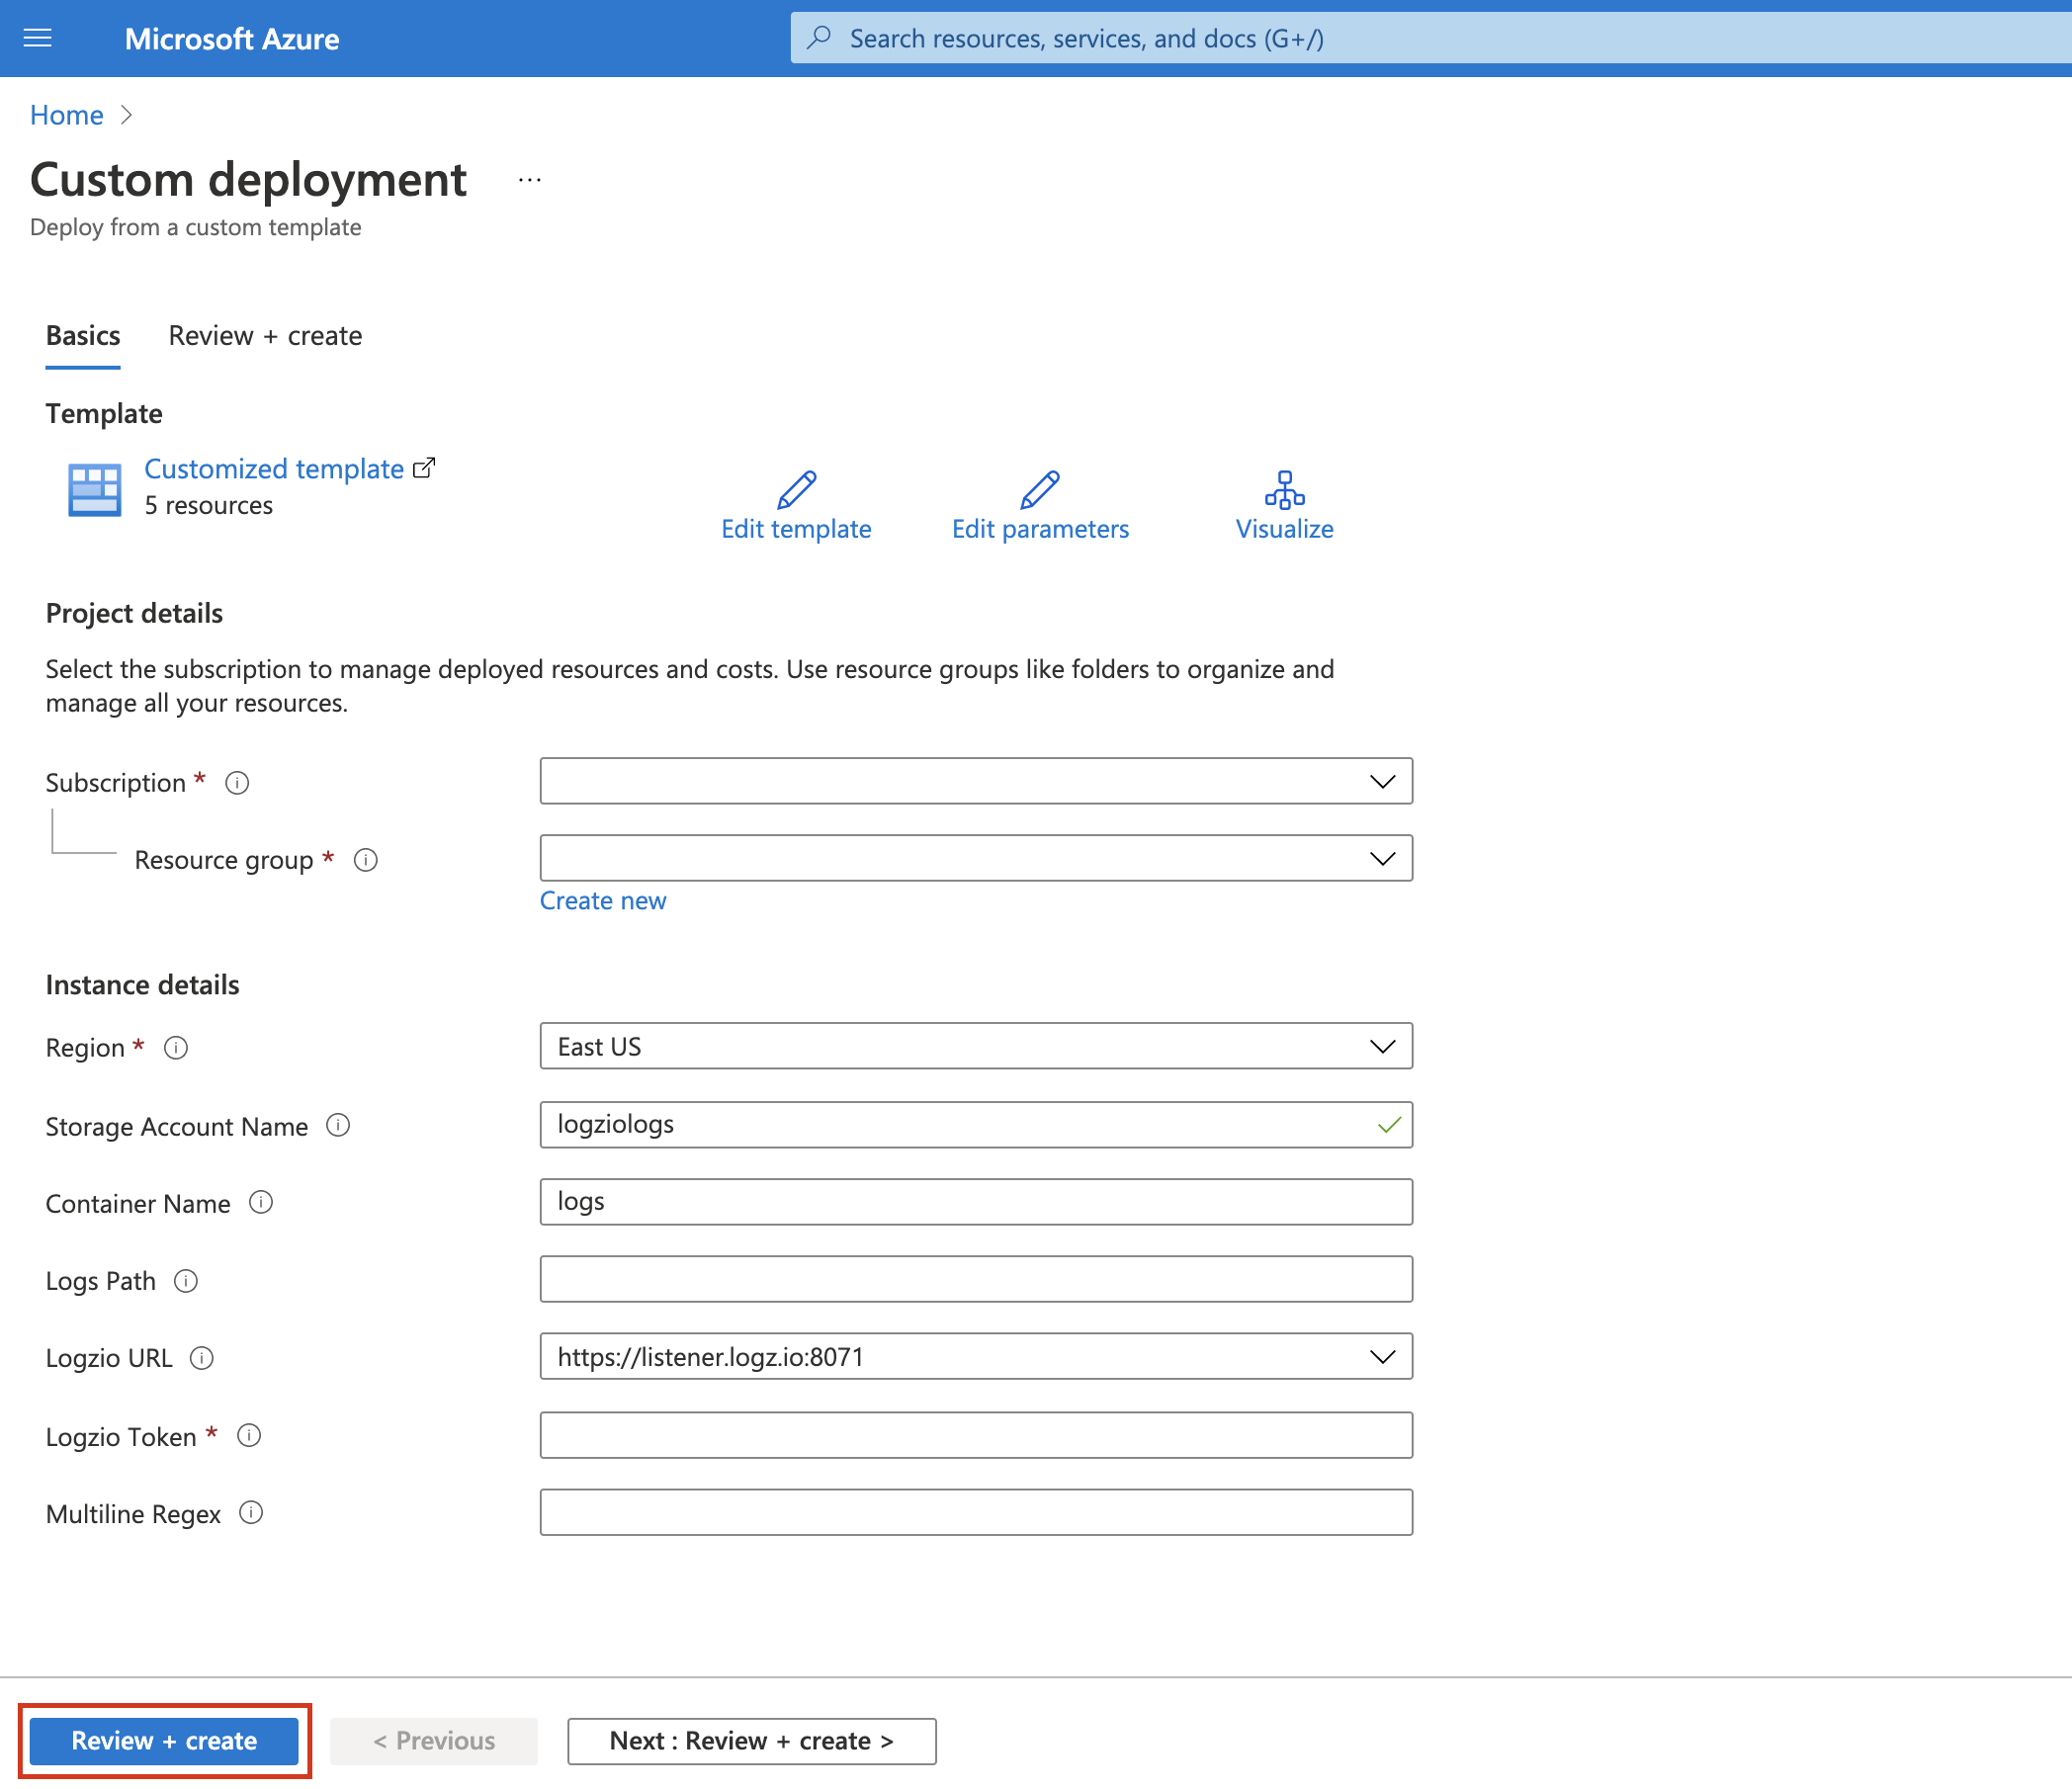 Microsoft Azure
Search resources, services, and docs (G+/)
Home
Custom deployment ...
Deploy from a custom template
Basics Review + create
Template
Customized template
5 resources
Edit template Edit parameters Visualize
Project details
Select the subscription to manage deployed resources and costs. Use resource groups like folders to organize and
manage all your resources.
Subscription *
Resource group *
Create new
Instance details
Region * East US
Storage Account Name logziologs
Container Name logs
Logs Path
Logzio URL https://listener.logz.io:8071
Logzio Token *
Multiline Regex
Review + create < Previous Next : Review + create >